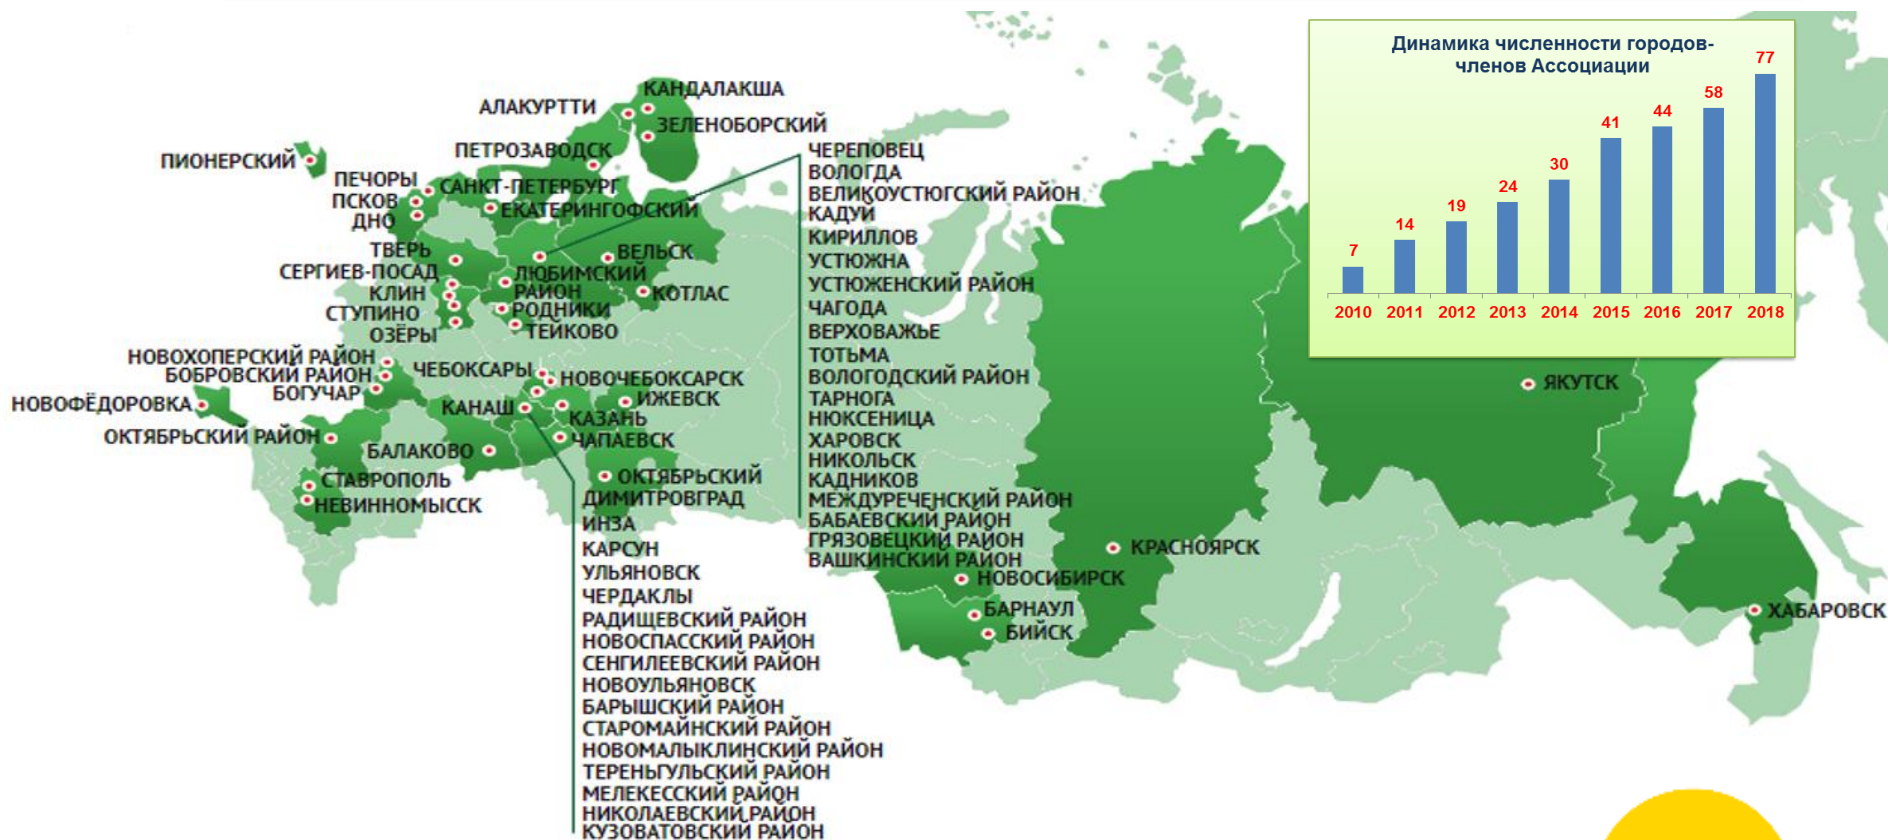 КАНДАЛАКША
АЛАКУРТТИ
ЗЕЛЕНОБОРСКИЙ
ПЕТРОЗАВОДСК
ПИОНЕРСКИЙ
ПЕЧОРЫ
САНКТ-ПЕТЕРБУРГ
ПСКОВ
ЕКАТЕРИНГОФСКИЙ
ДНО
ТВЕРЬ
ВЕЛЬСК
СЕРГИЕВ-ПОСАД
ЛЮБИМСКИЙ
РАЙОН
КЛИН
КОТЛАС
СТУПИНО
РОДНИКИ
ОЗЁРЫ
ТЕЙКОВО
НОВОХОПЕРСКИЙ РАЙОН
БОБРОВСКИЙ РАЙОН
БОГУЧАР
ЧЕБОКСАРЫ
НОВОЧЕБОКСАРСК
ИЖЕВСК
НОВОФЁДОРОВКА
КАНАШ
КАЗАНЬ
ОКТЯБРЬСКИЙ РАЙОН
ЧАПАЕВСК
БАЛАКОВО
СТАВРОПОЛЬ
ОКТЯБРЬСКИЙ
НЕВИННОМЫССК
ДИМИТРОВГРАД
ИНЗА
КАРСУН
УЛЬЯНОВСК
ЧЕРДАКЛЫ
РАДИЩЕВСКИЙ РАЙОН
НОВОСПАССКИЙ РАЙОН
СЕНГИЛЕЕВСКИЙ РАЙОН
НОВОУЛЬЯНОВСК
БАРЫШСКИЙ РАЙОН
СТАРОМАЙНСКИЙ РАЙОН
НОВОМАЛЫКЛИНСКИЙ РАЙОН
ТЕРЕНЬГУЛЬСКИЙ РАЙОН
МЕЛЕКЕССКИЙ РАЙОН
НИКОЛАЕВСКИЙ РАЙОН
КУЗОВАТОВСКИЙ РАЙОН
ЧЕРЕПОВЕЦ
ВОЛОГДА
ВЕЛИКОУСТЮГСКИЙ РАЙОН
КАДУЙ
КИРИЛЛОВ
УСТЮЖНА
УСТЮЖЕНСКИЙ РАЙОН
ЧАГОДА
ВЕРХОВАЖЬЕ
ТОТЬМА
ВОЛОГОДСКИЙ РАЙОН
ТАРНОГА
НЮКСЕНИЦА
ХАРОВСК
НИКОЛЬСК
КАДНИКОВ
МЕЖДУРЕЧЕНСКИЙ РАЙОН
БАБАЕВСКИЙ РАЙОН
ГРЯЗОВЕЦКИЙ РАЙОН
ВАШКИНСКИЙ РАЙОН
КРАСНОЯРСК
НОВОСИБИРСК
БАРНАУЛ
БИЙСК
ЯКУТСК
ХАБАРОВСК
Динамика численности городов-
членов Ассоциации
7 14 19 24 30 41 44 58 77
2010 2011 2012 2013 2014 2015 2016 2017 2018